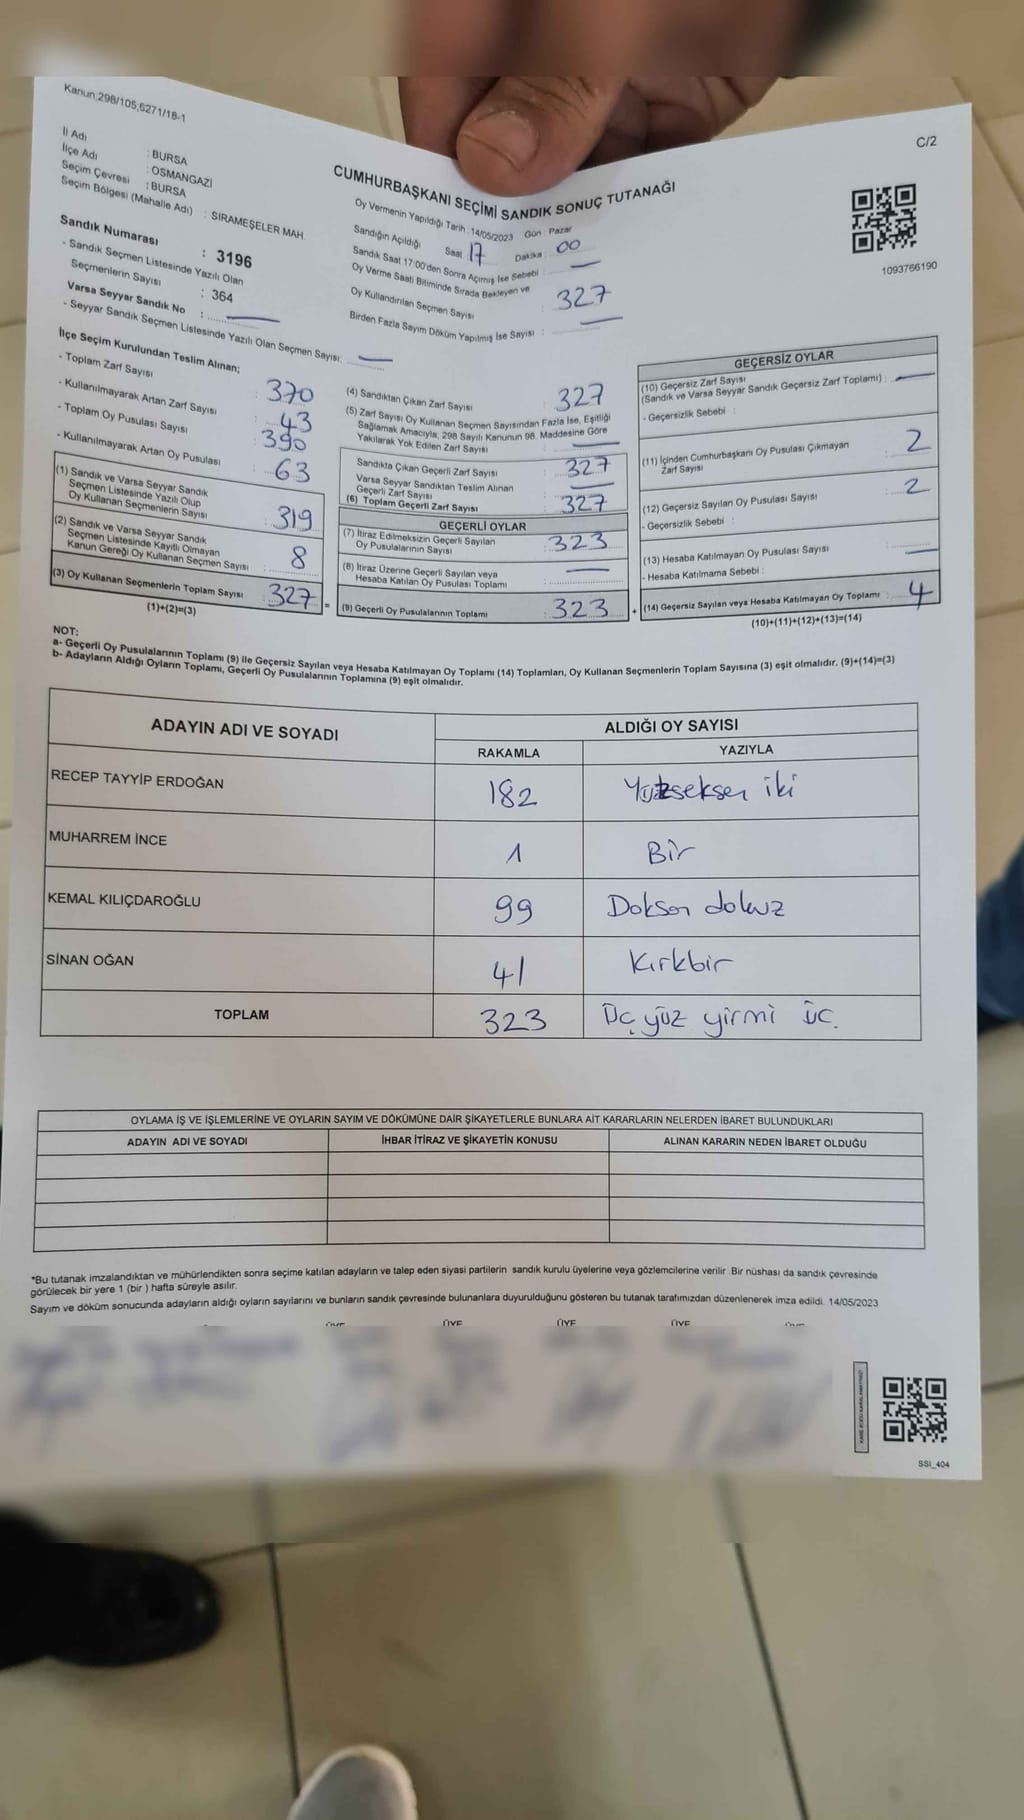 Kanun;298/105,6271/18-1
C/2
İl Adı : BURSA
İlçe Adı : OSMANGAZİ
Seçim Çevresi : BURSA
Seçim Bölgesi (Mahalle Adı) : SIRAMEŞELER MAH.
CUMHURBAŞKANI SEÇİMİ SANDIK SONUÇ TUTANAĞI
1093766190
Sandık Numarası : 3196
- Sandık Seçmen Listesinde Yazılı Olan
Seçmenlerin Sayısı : 364
Varsa Seyyar Sandık No :
- Seyyar Sandık Seçmen Listesinde Yazılı Olan Seçmen Sayısı:
Oy Vermenin Yapıldığı Tarih : 14/05/2023 Gün : Pazar
Sandığın Açıldığı Saat 17 Dakika : 00
Sandık Saat 17:00'den Sonra Açımış İse Sebebi :
Oy Verme Saati Bitiminde Sırada Bekleyen ve
Oy Kullandırılan Seçmen Sayısı : 327
Birden Fazla Sayım Döküm Yapılmış İse Sayısı :
İlçe Seçim Kurulundan Teslim Alınan;
- Toplam Zarf Sayısı : 370
- Kullanılmayarak Artan Zarf Sayısı : 43
- Toplam Oy Pusulası Sayısı : 390
- Kullanılmayarak Artan Oy Pusulası : 63
(1) Sandık ve Varsa Seyyar Sandık
Seçmen Listesinde Yazılı Olup
Oy Kullanan Seçmenlerin Sayısı : 319
(2) Sandık ve Varsa Seyyar Sandık
Seçmen Listesinde Kayıtlı Olmayan
Kanun Gereği Oy Kullanan Seçmen Sayısı : 8
(3) Oy Kullanan Seçmenlerin Toplam Sayısı : 327
(1)+(2)=(3)
=
(4) Sandıktan Çıkan Zarf Sayısı : 327
(5) Zarf Sayısı Oy Kullanan Seçmen Sayısından Fazla İse, Eşitliği
Sağlamak Amacıyla, 298 Sayılı Kanunun 98. Maddesine Göre
Yakılarak Yok Edilen Zarf Sayısı :
Sandıkta Çıkan Geçerli Zarf Sayısı : 327
Varsa Seyyar Sandıktan Teslim Alınan
Geçerli Zarf Sayısı :
(6) Toplam Geçerli Zarf Sayısı : 327
GEÇERLİ OYLAR
(7) İtiraz Edilmeksizin Geçerli Sayılan
Oy Pusulalarının Sayısı : 323
(8) İtiraz Üzerine Geçerli Sayılan veya
Hesaba Katılan Oy Pusulası Toplamı :
(9) Geçerli Oy Pusulalarının Toplamı : 323
+
GEÇERSİZ OYLAR
(10) Geçersiz Zarf Sayısı
(Sandık ve Varsa Seyyar Sandık Geçersiz Zarf Toplamı) :
- Geçersizlik Sebebi :
(11) İçinden Cumhurbaşkanı Oy Pusulası Çıkmayan
Zarf Sayısı : 2
(12) Geçersiz Sayılan Oy Pusulası Sayısı : 2
- Geçersizlik Sebebi :
(13) Hesaba Katılmayan Oy Pusulası Sayısı :
- Hesaba Katılmama Sebebi :
(14) Geçersiz Sayılan veya Hesaba Katılmayan Oy Toplamı : 4
(10)+(11)+(12)+(13)=(14)
NOT:
a- Geçerli Oy Pusulalarının Toplamı (9) ile Geçersiz Sayılan veya Hesaba Katılmayan Oy Toplamı (14) Toplamları, Oy Kullanan Seçmenlerin Toplam Sayısına (3) eşit olmalıdır. (9)+(14)=(3)
b- Adayların Aldığı Oyların Toplamı, Geçerli Oy Pusulalarının Toplamına (9) eşit olmalıdır.
ADAYIN ADI VE SOYADI ALDIĞI OY SAYISI
RAKAMLA YAZIYLA
RECEP TAYYİP ERDOĞAN 182 Yüzseksen iki
MUHARREM İNCE 1 Bir
KEMAL KILIÇDAROĞLU 99 Doksan dokuz
SİNAN OĞAN 41 Kırkbir
TOPLAM 323 Üç yüz yirmi üç.
OYLAMA İŞ VE İŞLEMLERİNE VE OYLARIN SAYIM VE DÖKÜMÜNE DAİR ŞİKAYETLERLE BUNLARA AİT KARARLARIN NELERDEN İBARET BULUNDUKLARI
ADAYIN ADI VE SOYADI İHBAR İTİRAZ VE ŞİKAYETİN KONUSU ALINAN KARARIN NEDEN İBARET OLDUĞU
*Bu tutanak imzalandıktan ve mühürlendikten sonra seçime katılan adayların ve talep eden siyasi partilerin sandık kurulu üyelerine veya gözlemcilerine verilir .Bir nüshası da sandık çevresinde
görülecek bir yere 1 (bir ) hafta süreyle asılır.
Sayım ve döküm sonucunda adayların aldığı oyların sayılarını ve bunların sandık çevresinde bulunanlara duyurulduğunu gösteren bu tutanak tarafımızdan düzenlenerek imza edildi. 14/05/2023
ÜYE ÜYE ÜYE ÜYE
SSI_404